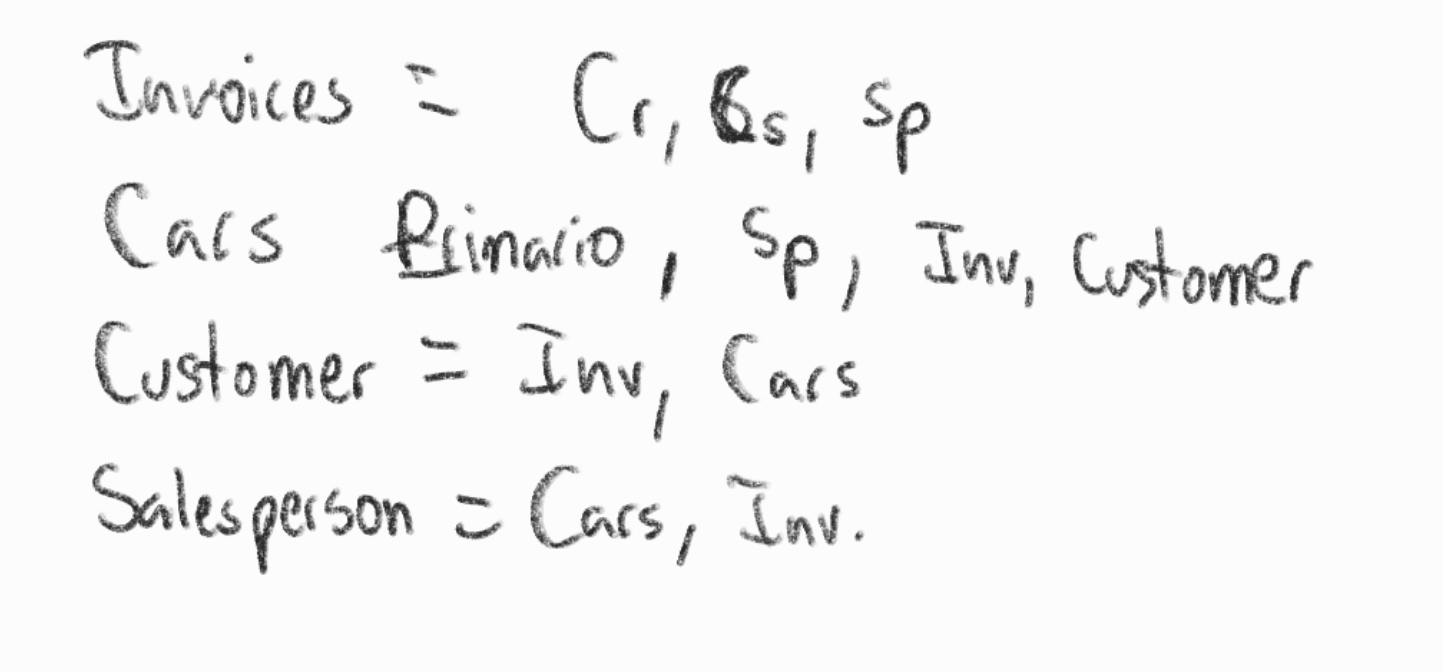 Invoices = Cr, Cs, Sp
Cars Primario, Sp, Inv, Customer
Customer = Inv, Cars
Salesperson = Cars, Inv.